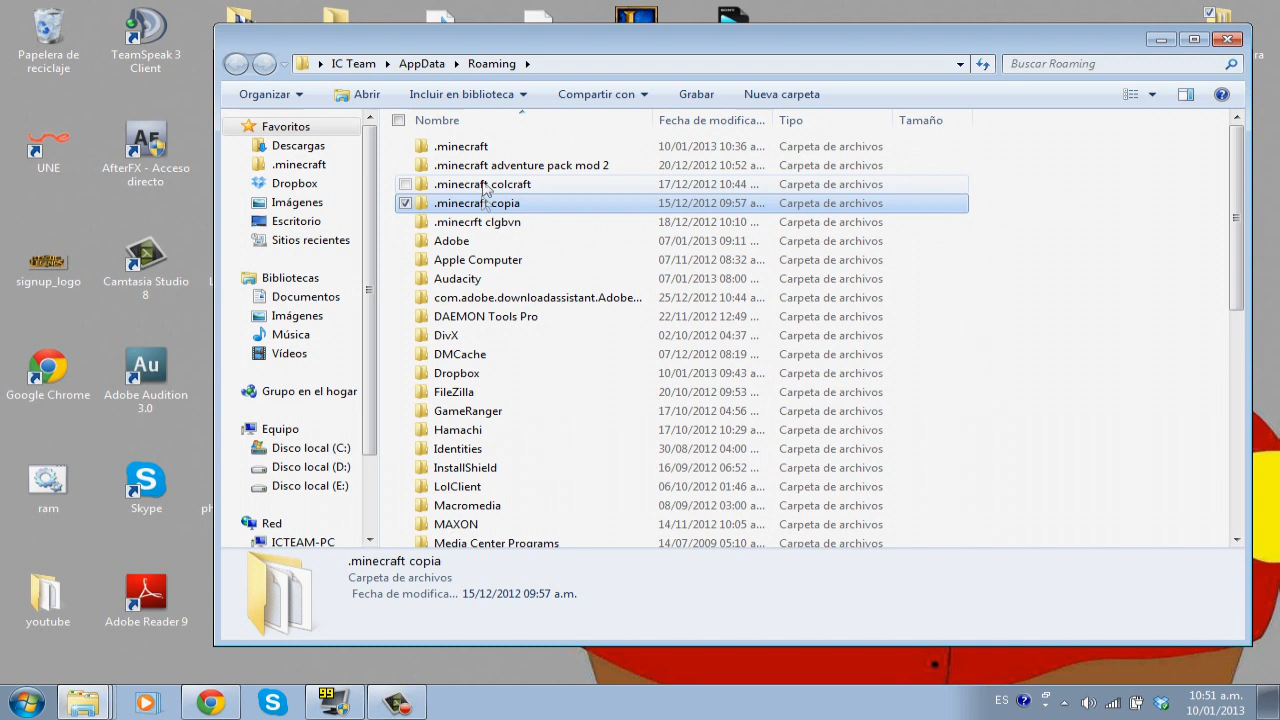 Papelera de
reciclaje
TeamSpeak 3
Client
UNE
AfterFX - Acceso
directo
signup_logo
Camtasia Studio
8
Google Chrome
Adobe Audition
3.0
ram
Skype
youtube
Adobe Reader 9
IC Team
AppData
Roaming
Buscar Roaming
Organizar
Abrir
Incluir en biblioteca
Compartir con
Grabar
Nueva carpeta
Favoritos
Descargas
.minecraft
Dropbox
Imágenes
Escritorio
Sitios recientes
Bibliotecas
Documentos
Imágenes
Música
Vídeos
Grupo en el hogar
Equipo
Disco local (C:)
Disco local (D:)
Disco local (E:)
Red
ICTEAM-PC
Nombre Fecha de modifica... Tipo Tamaño
.minecraft 10/01/2013 10:36 a... Carpeta de archivos
.minecraft adventure pack mod 2 20/12/2012 10:52 ... Carpeta de archivos
.minecraft colcraft 17/12/2012 10:44 ... Carpeta de archivos
.minecraft copia 15/12/2012 09:57 ... Carpeta de archivos
.minecrft clgbvn 18/12/2012 10:10 ... Carpeta de archivos
Adobe 07/01/2013 09:11 ... Carpeta de archivos
Apple Computer 07/11/2012 08:32 ... Carpeta de archivos
Audacity 07/01/2013 08:00 ... Carpeta de archivos
com.adobe.downloadassistant.Adobe... 25/12/2012 10:44 ... Carpeta de archivos
DAEMON Tools Pro 22/11/2012 12:49 ... Carpeta de archivos
DivX 02/10/2012 04:37 ... Carpeta de archivos
DMCache 07/12/2012 08:19 ... Carpeta de archivos
Dropbox 10/01/2013 09:43 a... Carpeta de archivos
FileZilla 20/10/2012 09:53 ... Carpeta de archivos
GameRanger 17/10/2012 04:56 ... Carpeta de archivos
Hamachi 17/10/2012 10:29 ... Carpeta de archivos
Identities 30/08/2012 04:00 ... Carpeta de archivos
InstallShield 16/09/2012 06:52 ... Carpeta de archivos
LolClient 06/10/2012 01:46 a... Carpeta de archivos
Macromedia 08/09/2012 03:00 a... Carpeta de archivos
MAXON 14/11/2012 10:05 a... Carpeta de archivos
Media Center Programs 14/07/2009 05:10 a... Carpeta de archivos
.minecraft copia
Carpeta de archivos
Fecha de modifica... 15/12/2012 09:57 a.m.
99
ES
10:51 a.m.
10/01/2013